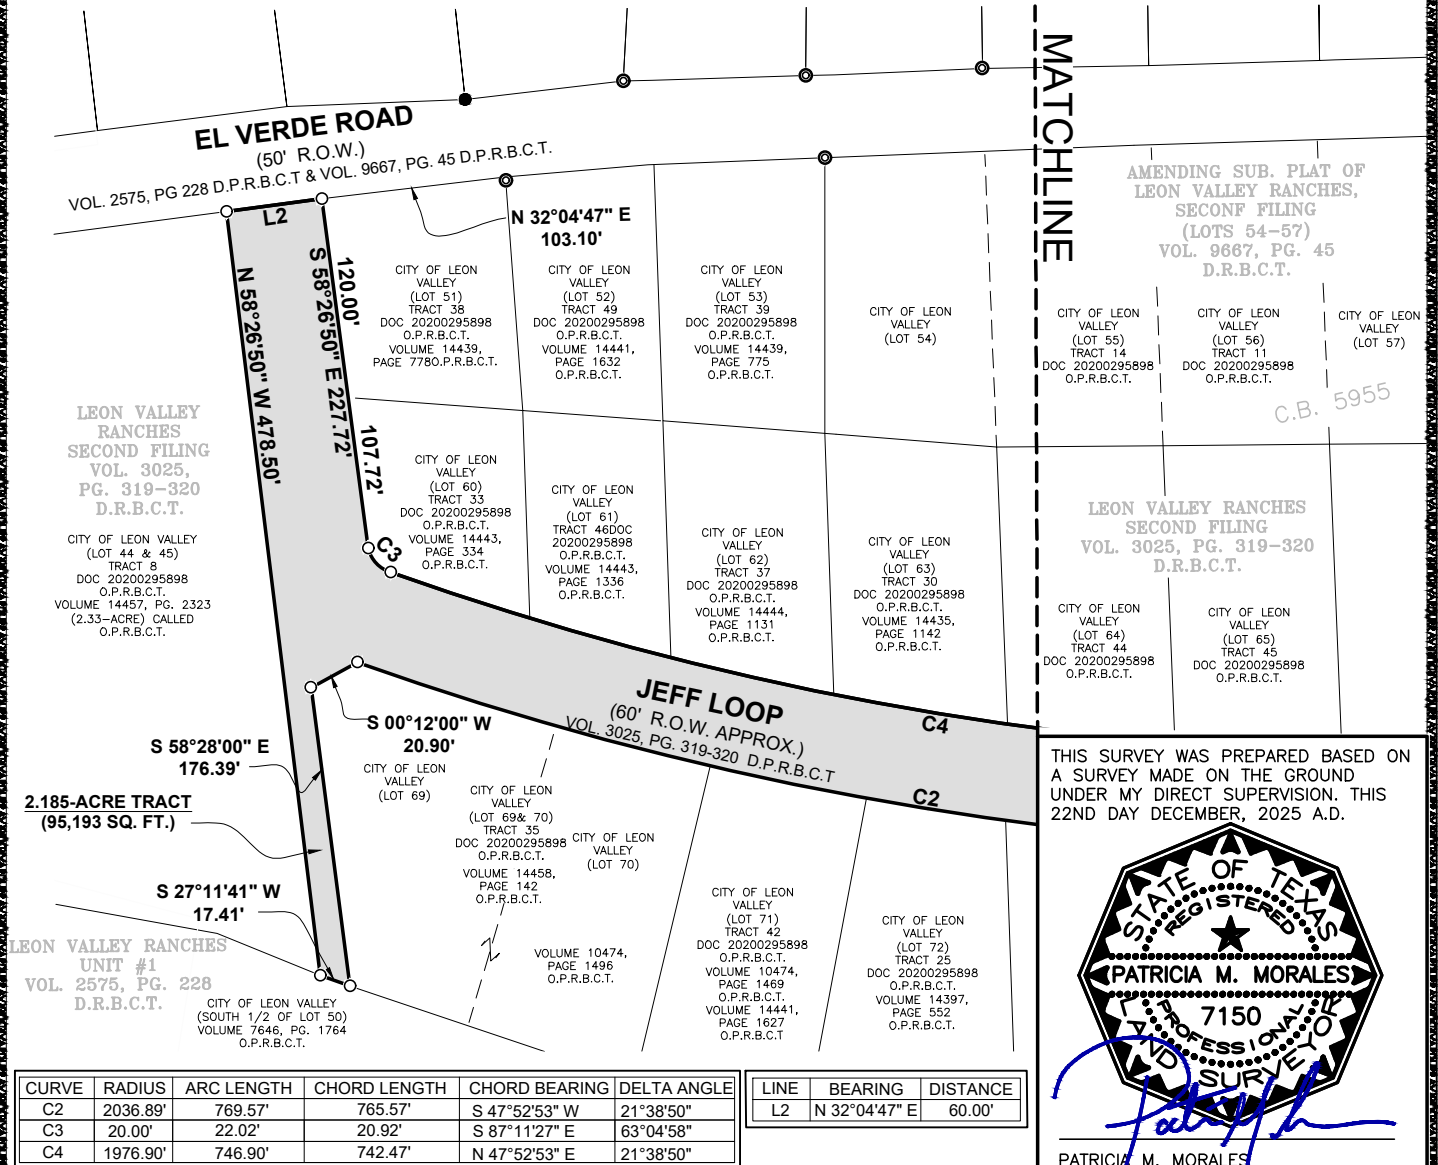 EL VERDE ROAD
(50' R.O.W.)
VOL. 2575, PG 228 D.P.R.B.C.T & VOL. 9667, PG. 45 D.P.R.B.C.T.
MATCHLINE
AMENDING SUB. PLAT OF
LEON VALLEY RANCHES,
SECONF FILING
(LOTS 54-57)
VOL. 9667, PG. 45
D.R.B.C.T.
L2
N 32°04'47" E
103.10'
N 58°26'50" W 478.50'
S 58°26'50" E 227.72'
120.00'
107.72'
CITY OF LEON
VALLEY
(LOT 51)
TRACT 38
DOC 20200295898
O.P.R.B.C.T.
VOLUME 14439,
PAGE 778O.P.R.B.C.T.
CITY OF LEON
VALLEY
(LOT 52)
TRACT 49
DOC 20200295898
O.P.R.B.C.T.
VOLUME 14441,
PAGE 1632
O.P.R.B.C.T.
CITY OF LEON
VALLEY
(LOT 53)
TRACT 39
DOC 20200295898
O.P.R.B.C.T.
VOLUME 14439,
PAGE 775
O.P.R.B.C.T.
CITY OF LEON
VALLEY
(LOT 54)
CITY OF LEON
VALLEY
(LOT 55)
TRACT 14
DOC 20200295898
O.P.R.B.C.T.
CITY OF LEON
VALLEY
(LOT 56)
TRACT 11
DOC 20200295898
O.P.R.B.C.T.
CITY OF LEON
VALLEY
(LOT 57)
C.B. 5955
LEON VALLEY
RANCHES
SECOND FILING
VOL. 3025,
PG. 319-320
D.R.B.C.T.
CITY OF LEON VALLEY
(LOT 44 & 45)
TRACT 8
DOC 20200295898
O.P.R.B.C.T.
VOLUME 14457, PG. 2323
(2.33-ACRE) CALLED
O.P.R.B.C.T.
CITY OF LEON
VALLEY
(LOT 60)
TRACT 33
DOC 20200295898
O.P.R.B.C.T.
VOLUME 14443,
PAGE 334
O.P.R.B.C.T.
C3
CITY OF LEON
VALLEY
(LOT 61)
TRACT 46DOC
20200295898
O.P.R.B.C.T.
VOLUME 14443,
PAGE 1336
O.P.R.B.C.T.
CITY OF LEON
VALLEY
(LOT 62)
TRACT 37
DOC 20200295898
O.P.R.B.C.T.
VOLUME 14444,
PAGE 1131
O.P.R.B.C.T.
CITY OF LEON
VALLEY
(LOT 63)
TRACT 30
DOC 20200295898
O.P.R.B.C.T.
VOLUME 14435,
PAGE 1142
O.P.R.B.C.T.
LEON VALLEY RANCHES
SECOND FILING
VOL. 3025, PG. 319-320
D.R.B.C.T.
CITY OF LEON
VALLEY
(LOT 64)
TRACT 44
DOC 20200295898
O.P.R.B.C.T.
CITY OF LEON
VALLEY
(LOT 65)
TRACT 45
DOC 20200295898
O.P.R.B.C.T.
JEFF LOOP
(60' R.O.W. APPROX.)
VOL. 3025, PG. 319-320 D.P.R.B.C.T
C4
C2
S 00°12'00" W
20.90'
S 58°28'00" E
176.39'
2.185-ACRE TRACT
(95,193 SQ. FT.)
S 27°11'41" W
17.41'
CITY OF LEON
VALLEY
(LOT 69)
CITY OF LEON
VALLEY
(LOT 69& 70)
TRACT 35
DOC 20200295898
O.P.R.B.C.T.
VOLUME 14458,
PAGE 142
O.P.R.B.C.T.
CITY OF LEON
VALLEY
(LOT 70)
VOLUME 10474,
PAGE 1496
O.P.R.B.C.T.
CITY OF LEON
VALLEY
(LOT 71)
TRACT 42
DOC 20200295898
O.P.R.B.C.T.
VOLUME 10474,
PAGE 1469
O.P.R.B.C.T.
VOLUME 14441,
PAGE 1627
O.P.R.B.C.T
CITY OF LEON
VALLEY
(LOT 72)
TRACT 25
DOC 20200295898
O.P.R.B.C.T.
VOLUME 14397,
PAGE 552
O.P.R.B.C.T.
LEON VALLEY RANCHES
UNIT #1
VOL. 2575, PG. 228
D.R.B.C.T.
CITY OF LEON VALLEY
(SOUTH 1/2 OF LOT 50)
VOLUME 7646, PG. 1764
O.P.R.B.C.T.
THIS SURVEY WAS PREPARED BASED ON
A SURVEY MADE ON THE GROUND
UNDER MY DIRECT SUPERVISION. THIS
22ND DAY DECEMBER, 2025 A.D.
STATE OF TEXAS
REGISTERED
PATRICIA M. MORALES
7150
PROFESSIONAL
LAND SURVEYOR
PATRICIA M. MORALES
CURVE RADIUS ARC LENGTH CHORD LENGTH CHORD BEARING DELTA ANGLE
C2 2036.89' 769.57' 765.57' S 47°52'53" W 21°38'50"
C3 20.00' 22.02' 20.92' S 87°11'27" E 63°04'58"
C4 1976.90' 746.90' 742.47' N 47°52'53" E 21°38'50"
LINE BEARING DISTANCE
L2 N 32°04'47" E 60.00'